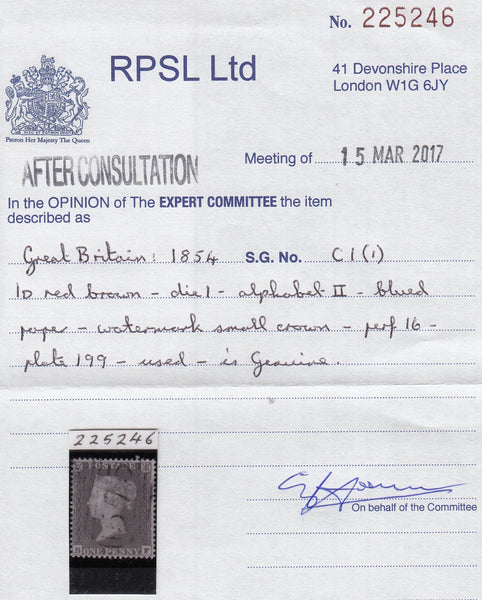 No. 225246
RPSL Ltd
41 Devonshire Place
London W1G 6JY
Patron Her Majesty The Queen
AFTER CONSULTATION
Meeting of 15 MAR 2017
In the OPINION of The EXPERT COMMITTEE the item
described as
Great Britain: 1854 S.G. No. C1(1)
1D red brown - die 1 - alphabet II - blued
paper - watermark small crown - perf 16 -
plate 199 - used - is Genuine.
225246
POSTAGE
ONE PENNY
On behalf of the Committee